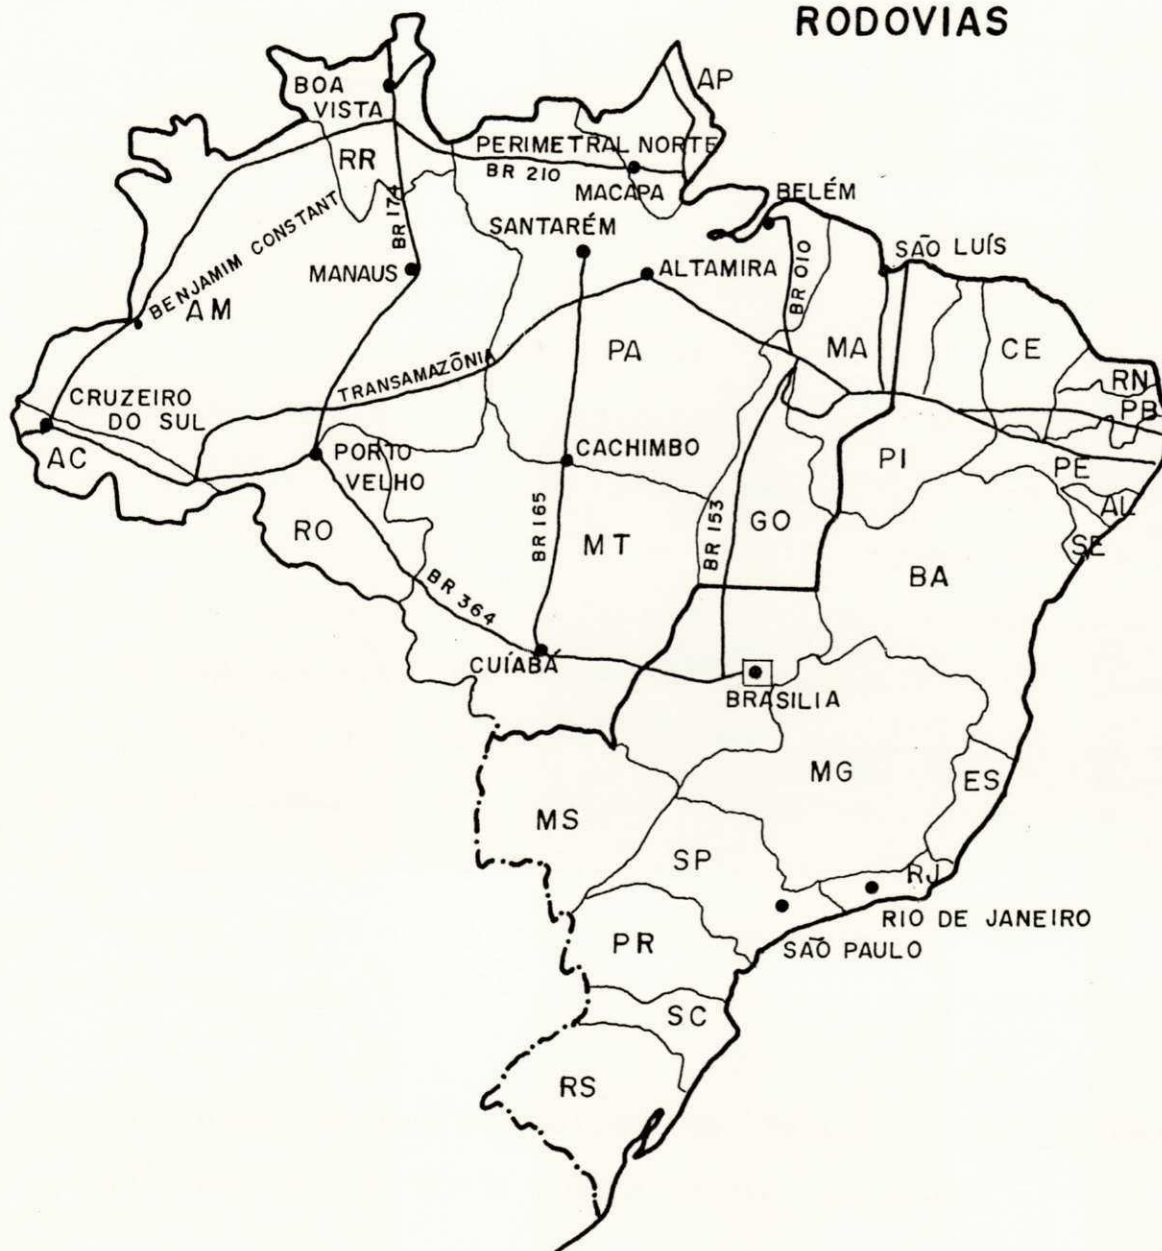 RODOVIAS
BOA
VISTA
AP
RR
PERIMETRAL NORTE
BR 210
MACAPA
BR 174
BELÉM
SANTARÉM
BENJAMIM CONSTANT
MANAUS
ALTAMIRA
BR 010
SÃO LUÍS
AM
PA
MA
CE
TRANSAMAZÕNIA
RN
CRUZEIRO
DO SUL
PB
AC
PORTO
VELHO
CACHIMBO
PI
PE
AL
RO
BR 165
MT
BR 153
GO
SE
BA
BR 364
CUÍABÁ
BRASILIA
MG
ES
MS
SP
RJ
RIO DE JANEIRO
PR
SÃO PAULO
SC
RS